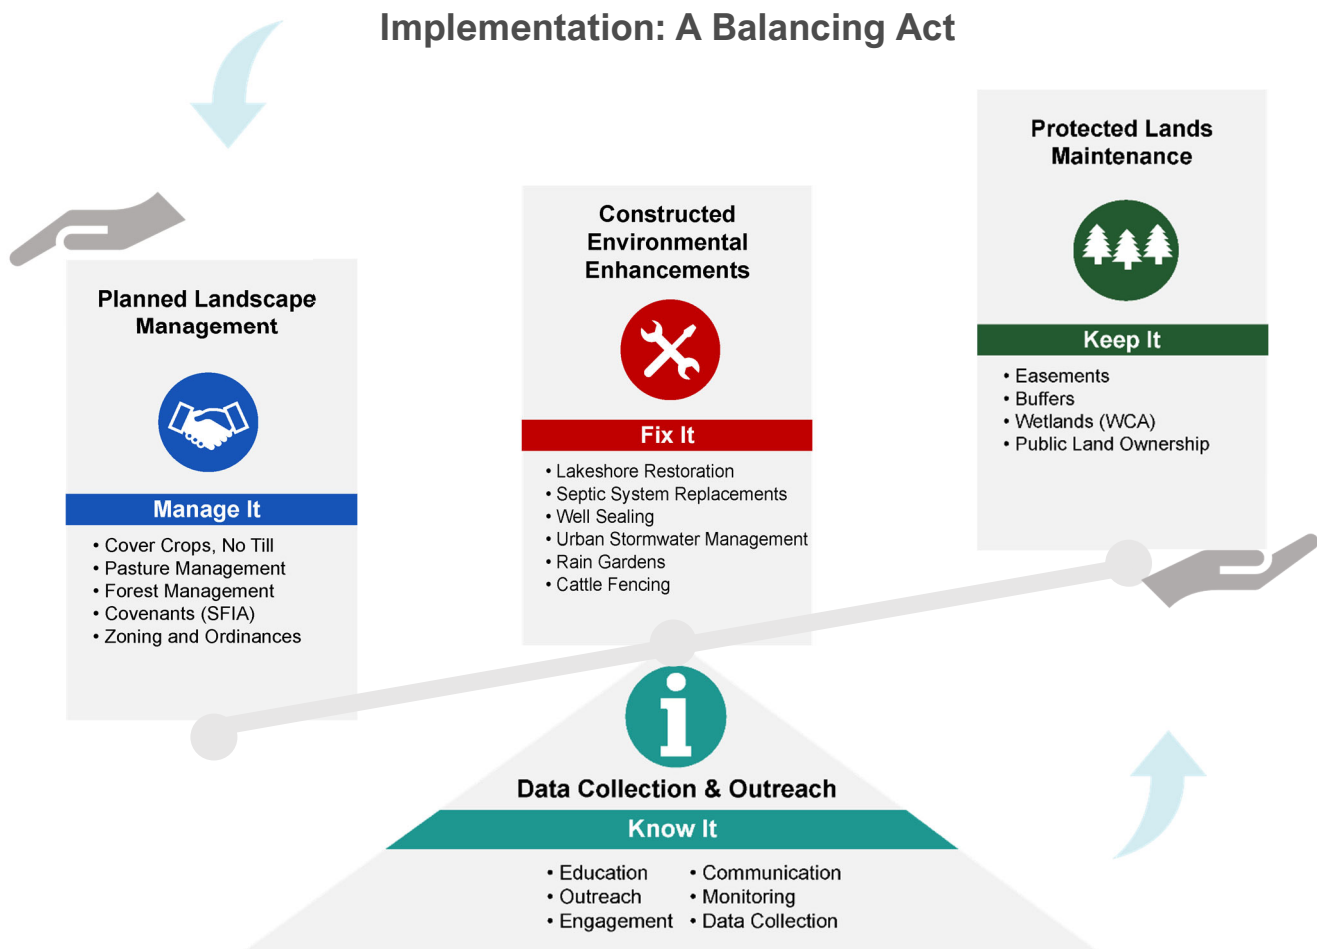 Implementation: A Balancing Act
Planned Landscape
Management
Manage It
• Cover Crops, No Till
• Pasture Management
• Forest Management
• Covenants (SFIA)
• Zoning and Ordinances
Constructed
Environmental
Enhancements
Fix It
• Lakeshore Restoration
• Septic System Replacements
• Well Sealing
• Urban Stormwater Management
• Rain Gardens
• Cattle Fencing
Protected Lands
Maintenance
Keep It
• Easements
• Buffers
• Wetlands (WCA)
• Public Land Ownership
Data Collection & Outreach
Know It
• Education
• Outreach
• Engagement
• Communication
• Monitoring
• Data Collection